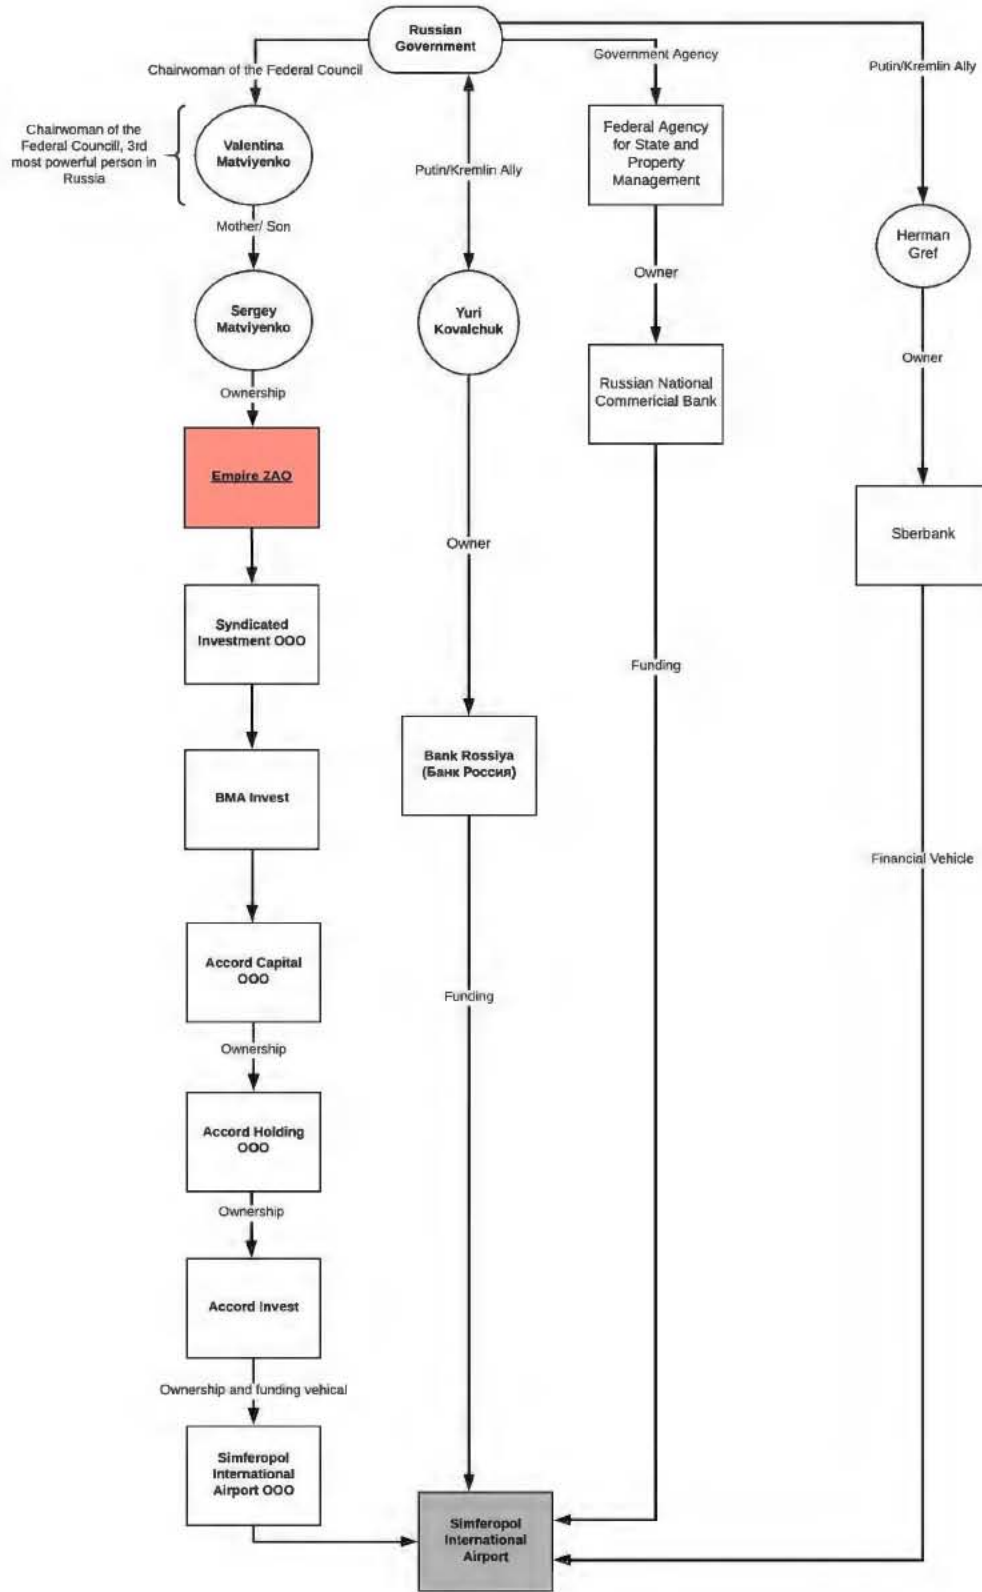 Russian
Government
Chairwoman of the Federal Council
Government Agency
Putin/Kremlin Ally
Chairwoman of the
Federal Councill, 3rd
most powerful person in
Russia
Valentina
Matviyenko
Putin/Kremlin Ally
Federal Agency
for State and
Property
Management
Mother/ Son
Herman
Gref
Owner
Sergey
Matviyenko
Yuri
Kovalchuk
Owner
Ownership
Russian National
Commericial Bank
Empire ZAO
Owner
Sberbank
Syndicated
Investment OOO
Funding
Bank Rossiya
(Банк Россия)
BMA Invest
Financial Vehicle
Accord Capital
OOO
Funding
Ownership
Accord Holding
OOO
Ownership
Accord Invest
Ownership and funding vehical
Simferopol
International
Airport OOO
Simferopol
International
Airport